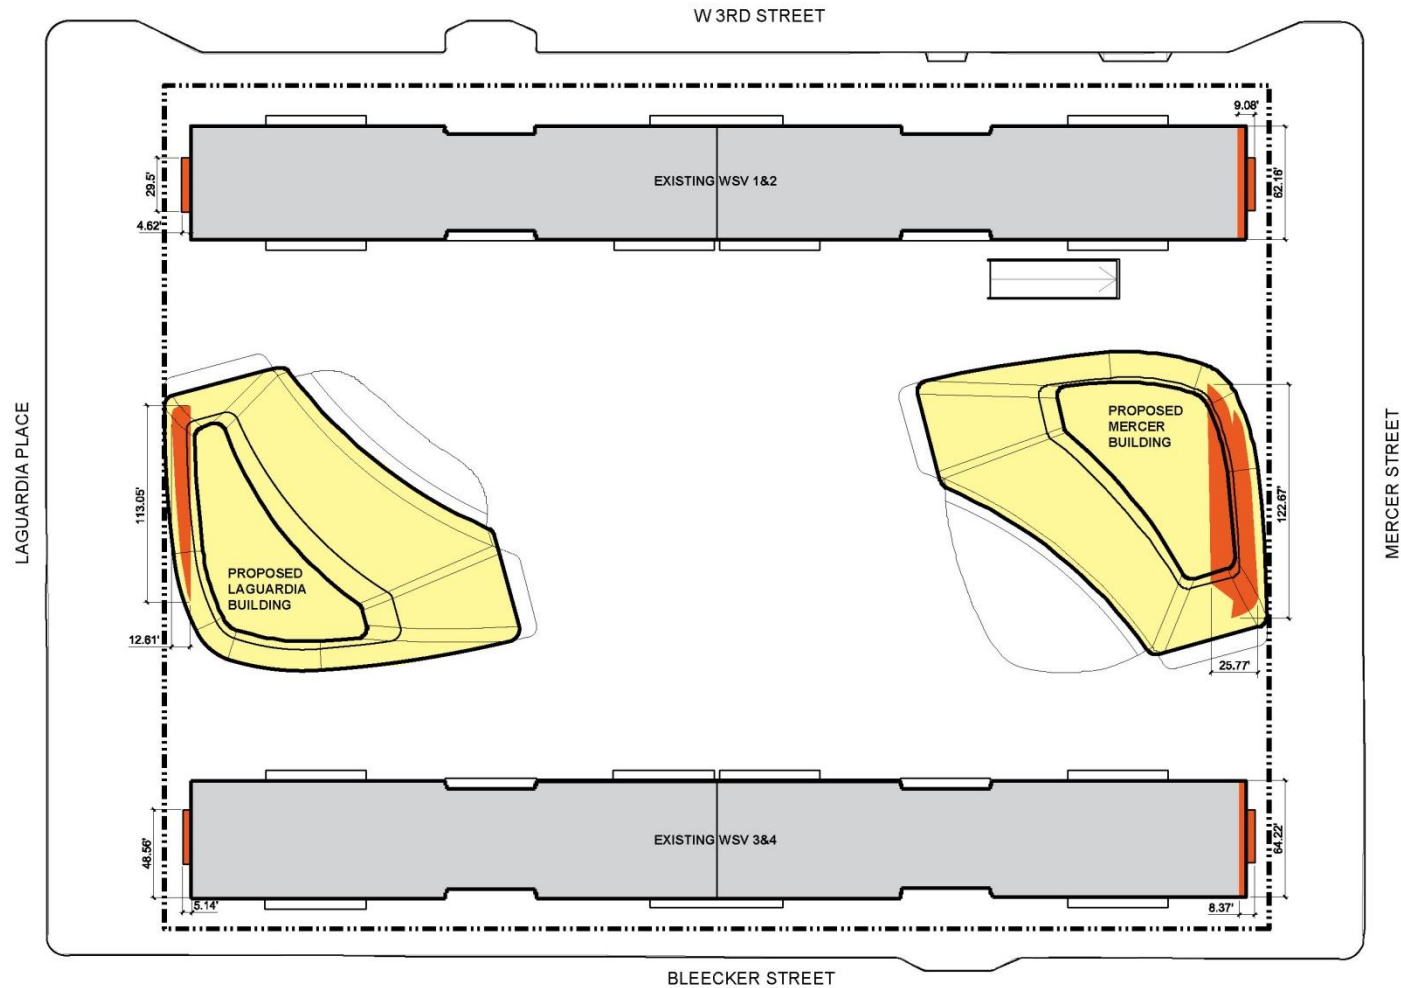 W 3RD STREET
9.08'
29.5'
EXISTING WSV 1&2
62.16'
4.62'
LAGUARDIA PLACE
MERCER STREET
PROPOSED
MERCER
BUILDING
113.05'
122.67'
PROPOSED
LAGUARDIA
BUILDING
12.61'
25.77'
EXISTING WSV 3&4
48.56'
64.22'
5.14'
8.37'
BLEECKER STREET